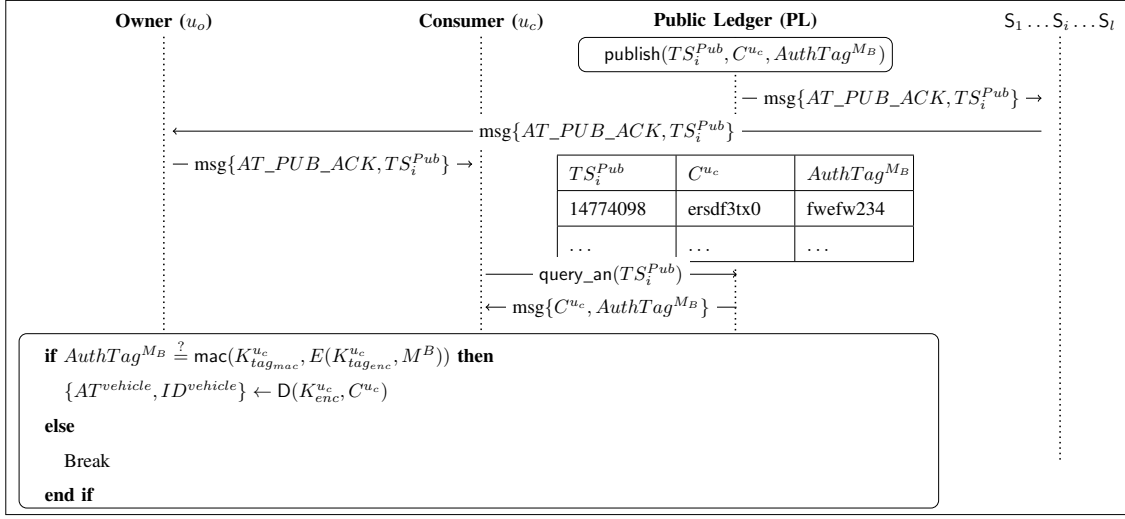 Owner (u_o) Consumer (u_c) Public Ledger (PL) S_1 … S_i … S_l
publish(TS_i^{Pub}, C^{u_c}, AuthTag^{M_B})
msg{AT_PUB_ACK, TS_i^{Pub}}
msg{AT_PUB_ACK, TS_i^{Pub}}
msg{AT_PUB_ACK, TS_i^{Pub}}
TS_i^{Pub} C^{u_c} AuthTag^{M_B}
14774098 ersdf3tx0 fwefw234
... ... ...
query_an(TS_i^{Pub})
msg{C^{u_c}, AuthTag^{M_B}}
if AuthTag^{M_B} ≟ mac(K_{tag_{mac}}^{u_c}, E(K_{tag_{enc}}^{u_c}, M^B)) then
{AT^{vehicle}, ID^{vehicle}} ← D(K_{enc}^{u_c}, C^{u_c})
else
Break
end if